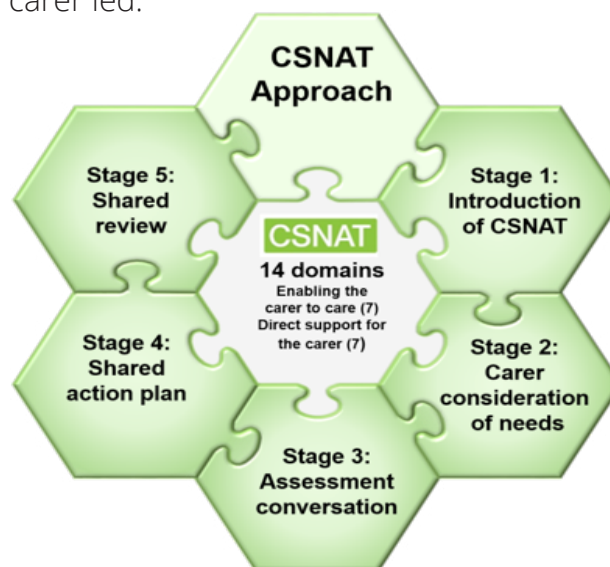 carer led.
CSNAT
Approach
Stage 1:
Introduction
of CSNAT
Stage 2:
Carer
consideration
of needs
Stage 3:
Assessment
conversation
Stage 4:
Shared
action plan
Stage 5:
Shared
review
CSNAT
14 domains
Enabling the
carer to care (7)
Direct support for
the carer (7)